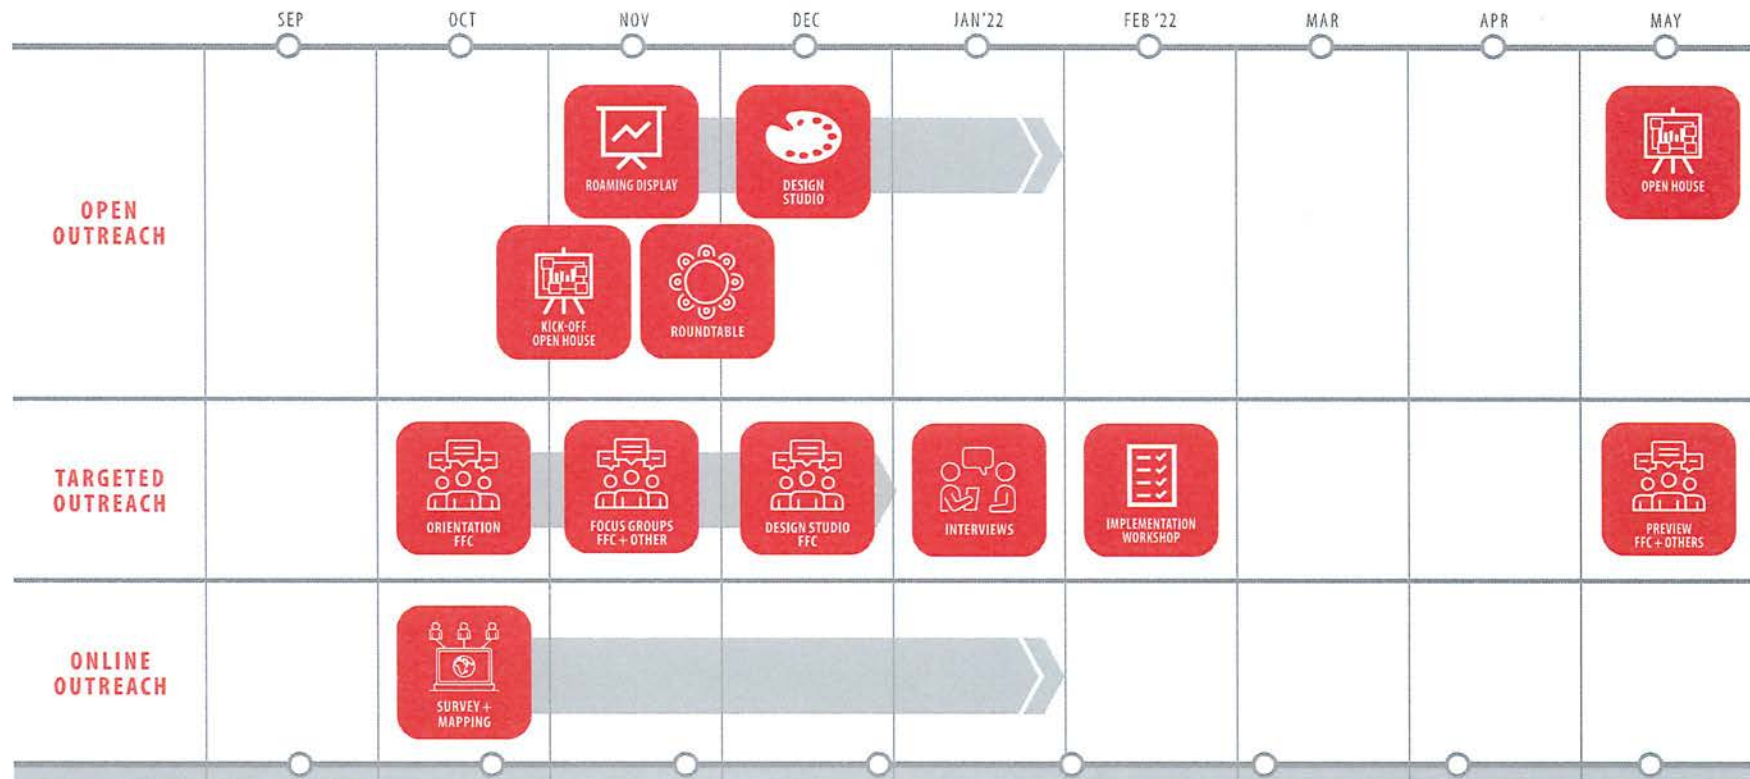 SEP OCT NOV DEC JAN'22 FEB '22 MAR APR MAY
OPEN
OUTREACH
ROAMING DISPLAY
DESIGN
STUDIO
OPEN HOUSE
KICK-OFF
OPEN HOUSE
ROUNDTABLE
TARGETED
OUTREACH
ORIENTATION
FFC
FOCUS GROUPS
FFC + OTHER
DESIGN STUDIO
FFC
INTERVIEWS
IMPLEMENTATION
WORKSHOP
PREVIEW
FFC + OTHERS
ONLINE
OUTREACH
SURVEY +
MAPPING